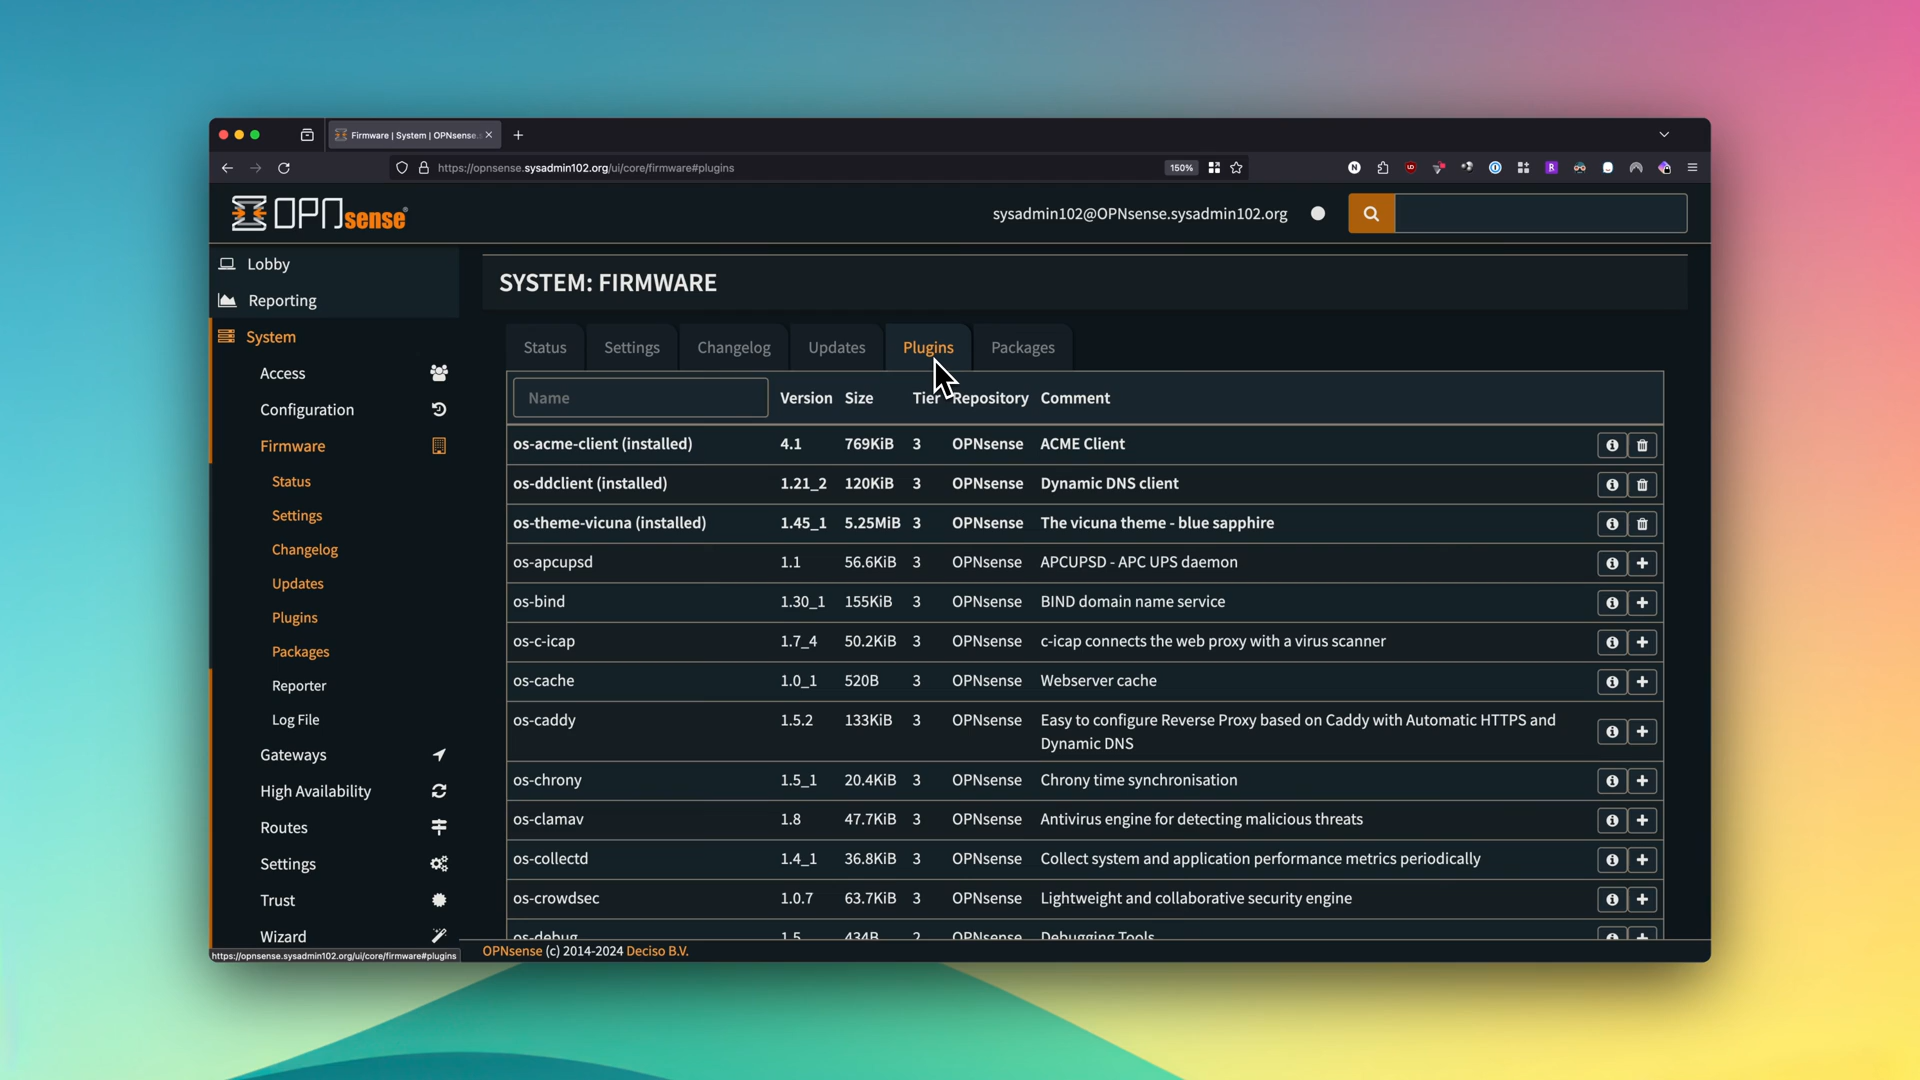 Firewall | System | OPNsense.
https://opnsense.sysadmin102.org/ui/core/firmware#plugins
150%
OPNsense
sysadmin102@OPNsense.sysadmin102.org
Lobby
Reporting
System
Access
Configuration
Firmware
Status
Settings
Changelog
Updates
Plugins
Packages
Reporter
Log File
Gateways
High Availability
Routes
Settings
Trust
Wizard
https://opnsense.sysadmin102.org/ui/core/firmware#plugins
SYSTEM: FIRMWARE
Status Settings Changelog Updates Plugins Packages
Name Version Size Tier Repository Comment
os-acme-client (installed) 4.1 769KiB 3 OPNsense ACME Client
os-ddclient (installed) 1.21_2 120KiB 3 OPNsense Dynamic DNS client
os-theme-vicuna (installed) 1.45_1 5.25MiB 3 OPNsense The vicuna theme - blue sapphire
os-apcupsd 1.1 56.6KiB 3 OPNsense APCUPSD - APC UPS daemon
os-bind 1.30_1 155KiB 3 OPNsense BIND domain name service
os-c-icap 1.7_4 50.2KiB 3 OPNsense c-icap connects the web proxy with a virus scanner
os-cache 1.0_1 520B 3 OPNsense Webserver cache
os-caddy 1.5.2 133KiB 3 OPNsense Easy to configure Reverse Proxy based on Caddy with Automatic HTTPS and
Dynamic DNS
os-chrony 1.5_1 20.4KiB 3 OPNsense Chrony time synchronisation
os-clamav 1.8 47.7KiB 3 OPNsense Antivirus engine for detecting malicious threats
os-collectd 1.4_1 36.8KiB 3 OPNsense Collect system and application performance metrics periodically
os-crowdsec 1.0.7 63.7KiB 3 OPNsense Lightweight and collaborative security engine
os-debug 1.5 434B 2 OPNsense Debugging Tools
OPNsense (c) 2014-2024 Deciso B.V.